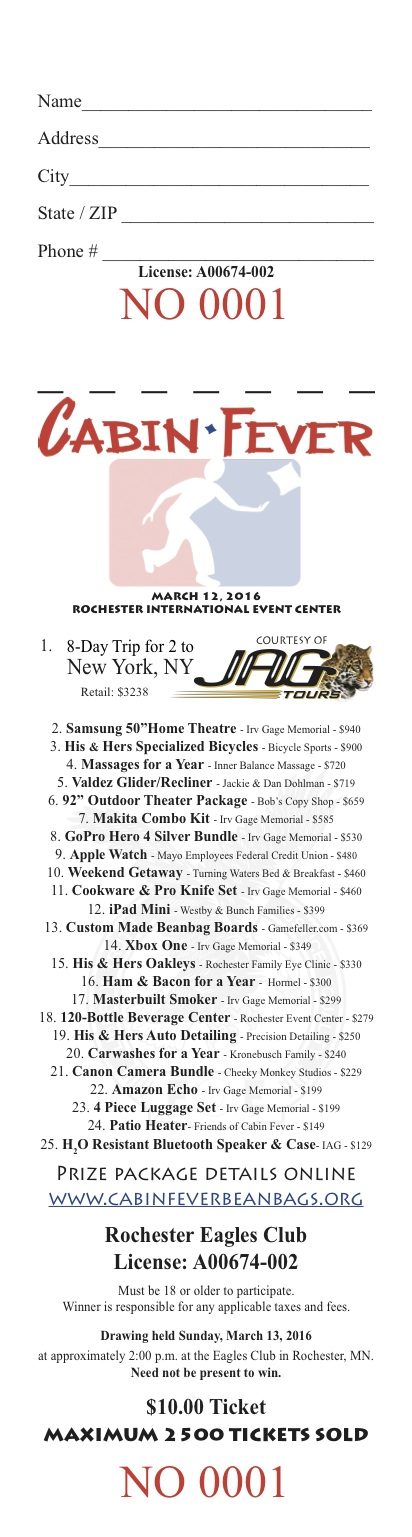 Name
Address
City
State / ZIP
Phone #
License: A00674-002
NO 0001
CABIN FEVER
MARCH 12, 2016
ROCHESTER INTERNATIONAL EVENT CENTER
COURTESY OF
1. 8-Day Trip for 2 to
New York, NY
JAG
TOURS
Retail: $3238
2. Samsung 50”Home Theatre - Irv Gage Memorial - $940
3. His & Hers Specialized Bicycles - Bicycle Sports - $900
4. Massages for a Year - Inner Balance Massage - $720
5. Valdez Glider/Recliner - Jackie & Dan Dohlman - $719
6. 92” Outdoor Theater Package - Bob’s Copy Shop - $659
7. Makita Combo Kit - Irv Gage Memorial - $585
8. GoPro Hero 4 Silver Bundle - Irv Gage Memorial - $530
9. Apple Watch - Mayo Employees Federal Credit Union - $480
10. Weekend Getaway - Turning Waters Bed & Breakfast - $460
11. Cookware & Pro Knife Set - Irv Gage Memorial - $460
12. iPad Mini - Westby & Bunch Families - $399
13. Custom Made Beanbag Boards - Gamefeller.com - $369
14. Xbox One - Irv Gage Memorial - $349
15. His & Hers Oakleys - Rochester Family Eye Clinic - $330
16. Ham & Bacon for a Year - Hormel - $300
17. Masterbuilt Smoker - Irv Gage Memorial - $299
18. 120-Bottle Beverage Center - Rochester Event Center - $279
19. His & Hers Auto Detailing - Precision Detailing - $250
20. Carwashes for a Year - Kronebusch Family - $240
21. Canon Camera Bundle - Cheeky Monkey Studios - $229
22. Amazon Echo - Irv Gage Memorial - $199
23. 4 Piece Luggage Set - Irv Gage Memorial - $199
24. Patio Heater- Friends of Cabin Fever - $149
25. H2O Resistant Bluetooth Speaker & Case- IAG - $129
PRIZE PACKAGE DETAILS ONLINE
WWW.CABINFEVERBEANBAGS.ORG
Rochester Eagles Club
License: A00674-002
Must be 18 or older to participate.
Winner is responsible for any applicable taxes and fees.
Drawing held Sunday, March 13, 2016
at approximately 2:00 p.m. at the Eagles Club in Rochester, MN.
Need not be present to win.
$10.00 Ticket
MAXIMUM 2500 TICKETS SOLD
NO 0001